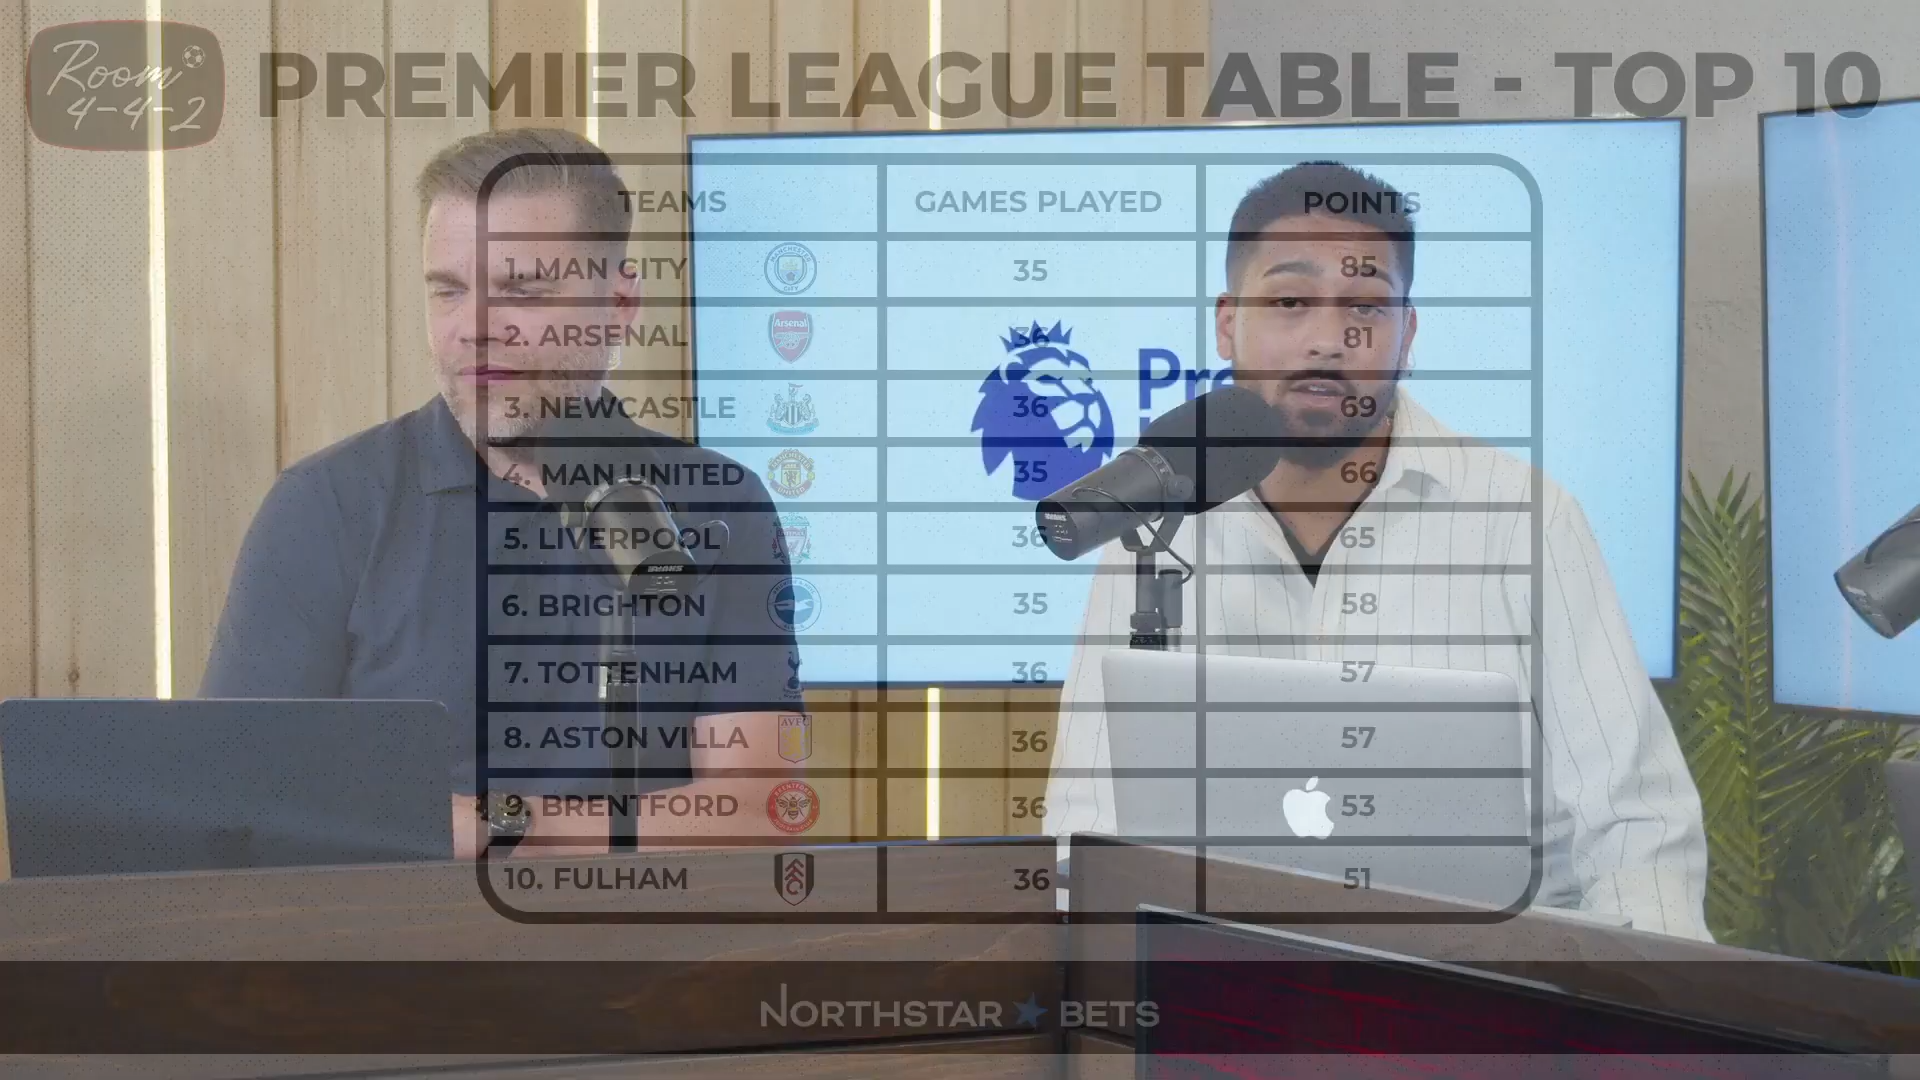 Room
4-4-2
PREMIER LEAGUE TABLE - TOP 10
TEAMS GAMES PLAYED POINTS
1. MAN CITY 35 85
2. ARSENAL 36 81
Arsenal
3. NEWCASTLE 36 69
4. MAN UNITED 35 66
5. LIVERPOOL 36 65
6. BRIGHTON 35 58
7. TOTTENHAM 36 57
8. ASTON VILLA 36 57
AVFC
9. BRENTFORD 36 53
10. FULHAM 36 51
Pre
NORTHSTAR BETS